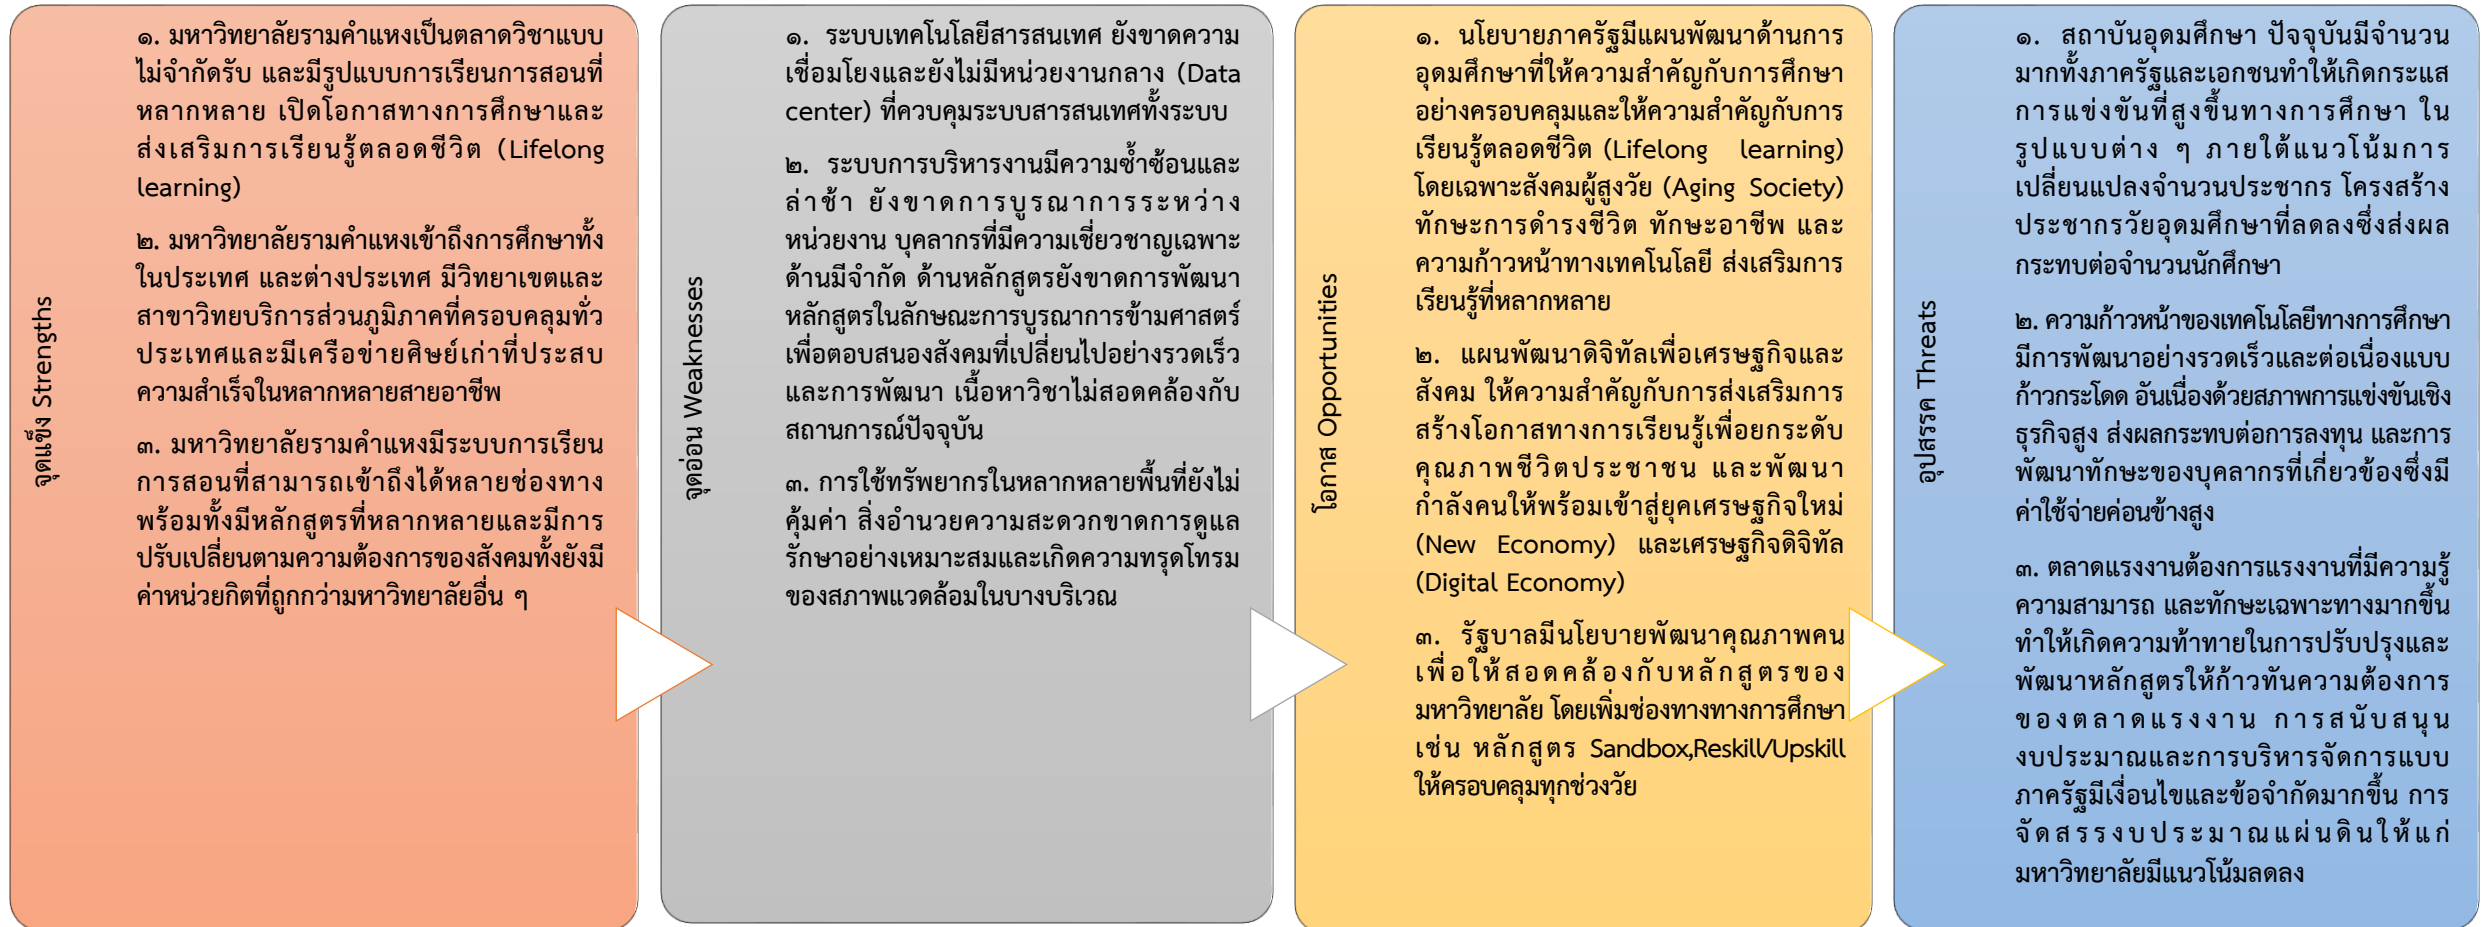 จุดแข็ง Strengths
๑. มหาวิทยาลัยรามคำแหงเป็นตลาดวิชาแบบ
ไม่จำกัดรับ และมีรูปแบบการเรียนการสอนที่
หลากหลาย เปิดโอกาสทางการศึกษาและ
ส่งเสริมการเรียนรู้ตลอดชีวิต (Lifelong
learning)
๒. มหาวิทยาลัยรามคำแหงเข้าถึงการศึกษาทั้ง
ในประเทศ และต่างประเทศ มีวิทยาเขตและ
สาขาวิทยบริการส่วนภูมิภาคที่ครอบคลุมทั่ว
ประเทศและมีเครือข่ายศิษย์เก่าที่ประสบ
ความสำเร็จในหลากหลายสายอาชีพ
๓. มหาวิทยาลัยรามคำแหงมีระบบการเรียน
การสอนที่สามารถเข้าถึงได้หลายช่องทาง
พร้อมทั้งมีหลักสูตรที่หลากหลายและมีการ
ปรับเปลี่ยนตามความต้องการของสังคมทั้งยังมี
ค่าหน่วยกิตที่ถูกกว่ามหาวิทยาลัยอื่น ๆ
จุดอ่อน Weaknesses
๑. ระบบเทคโนโลยีสารสนเทศ ยังขาดความ
เชื่อมโยงและยังไม่มีหน่วยงานกลาง (Data
center) ที่ควบคุมระบบสารสนเทศทั้งระบบ
๒. ระบบการบริหารงานมีความซ้ำซ้อนและ
ล่าช้า ยังขาดการบูรณาการระหว่าง
หน่วยงาน บุคลากรที่มีความเชี่ยวชาญเฉพาะ
ด้านมีจำกัด ด้านหลักสูตรยังขาดการพัฒนา
หลักสูตรในลักษณะการบูรณาการข้ามศาสตร์
เพื่อตอบสนองสังคมที่เปลี่ยนไปอย่างรวดเร็ว
และการพัฒนา เนื้อหาวิชาไม่สอดคล้องกับ
สถานการณ์ปัจจุบัน
๓. การใช้ทรัพยากรในหลากหลายพื้นที่ยังไม่
คุ้มค่า สิ่งอำนวยความสะดวกขาดการดูแล
รักษาอย่างเหมาะสมและเกิดความทรุดโทรม
ของสภาพแวดล้อมในบางบริเวณ
โอกาส Opportunities
๑. นโยบายภาครัฐมีแผนพัฒนาด้านการ
อุดมศึกษาที่ให้ความสำคัญกับการศึกษา
อย่างครอบคลุมและให้ความสำคัญกับการ
เรียนรู้ตลอดชีวิต (Lifelong learning)
โดยเฉพาะสังคมผู้สูงวัย (Aging Society)
ทักษะการดำรงชีวิต ทักษะอาชีพ และ
ความก้าวหน้าทางเทคโนโลยี ส่งเสริมการ
เรียนรู้ที่หลากหลาย
๒. แผนพัฒนาดิจิทัลเพื่อเศรษฐกิจและ
สังคม ให้ความสำคัญกับการส่งเสริมการ
สร้างโอกาสทางการเรียนรู้เพื่อยกระดับ
คุณภาพชีวิตประชาชน และพัฒนา
กำลังคนให้พร้อมเข้าสู่ยุคเศรษฐกิจใหม่
(New Economy) และเศรษฐกิจดิจิทัล
(Digital Economy)
๓. รัฐบาลมีนโยบายพัฒนาคุณภาพคน
เพื่อให้สอดคล้องกับหลักสูตรของ
มหาวิทยาลัย โดยเพิ่มช่องทางทางการศึกษา
เช่น หลักสูตร Sandbox,Reskill/Upskill
ให้ครอบคลุมทุกช่วงวัย
อุปสรรค Threats
๑. สถาบันอุดมศึกษา ปัจจุบันมีจำนวน
มากทั้งภาครัฐและเอกชนทำให้เกิดกระแส
การแข่งขันที่สูงขึ้นทางการศึกษา ใน
รูปแบบต่าง ๆ ภายใต้แนวโน้มการ
เปลี่ยนแปลงจำนวนประชากร โครงสร้าง
ประชากรวัยอุดมศึกษาที่ลดลงซึ่งส่งผล
กระทบต่อจำนวนนักศึกษา
๒. ความก้าวหน้าของเทคโนโลยีทางการศึกษา
มีการพัฒนาอย่างรวดเร็วและต่อเนื่องแบบ
ก้าวกระโดด อันเนื่องด้วยสภาพการแข่งขันเชิง
ธุรกิจสูง ส่งผลกระทบต่อการลงทุน และการ
พัฒนาทักษะของบุคลากรที่เกี่ยวข้องซึ่งมี
ค่าใช้จ่ายค่อนข้างสูง
๓. ตลาดแรงงานต้องการแรงงานที่มีความรู้
ความสามารถ และทักษะเฉพาะทางมากขึ้น
ทำให้เกิดความท้าทายในการปรับปรุงและ
พัฒนาหลักสูตรให้ก้าวทันความต้องการ
ของตลาดแรงงาน การสนับสนุน
งบประมาณและการบริหารจัดการแบบ
ภาครัฐมีเงื่อนไขและข้อจำกัดมากขึ้น การ
จัดสรรงบประมาณแผ่นดินให้แก่
มหาวิทยาลัยมีแนวโน้มลดลง